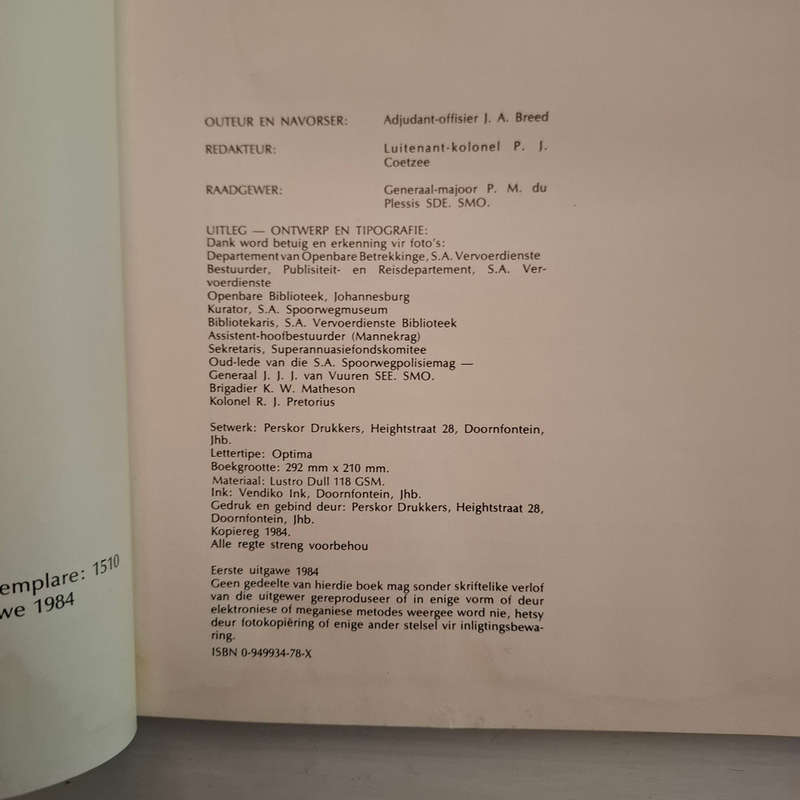 emplare: 1510
we 1984
OUTEUR EN NAVORSER: Adjudant-offisier J. A. Breed
REDAKTEUR: Luitenant-kolonel P. J.
Coetzee
RAADGEWER: Generaal-majoor P. M. du
Plessis SDE. SMO.
UITLEG — ONTWERP EN TIPOGRAFIE:
Dank word betuig en erkenning vir foto's:
Departement van Openbare Betrekkinge, S.A. Vervoerdienste
Bestuurder, Publisiteit- en Reisdepartement, S.A. Ver-
voerdienste
Openbare Biblioteek, Johannesburg
Kurator, S.A. Spoorwegmuseum
Bibliotekaris, S.A. Vervoerdienste Biblioteek
Assistent-hoofbestuurder (Mannekrag)
Sekretaris, Superannuasiefondskomitee
Oud-lede van die S.A. Spoorwegpolisiemag —
Generaal J. J. J. van Vuuren SEE. SMO.
Brigadier K. W. Matheson
Kolonel R. J. Pretorius
Setwerk: Perskor Drukkers, Heightstraat 28, Doornfontein,
Jhb.
Lettertipe: Optima
Boekgrootte: 292 mm x 210 mm.
Materiaal: Lustro Dull 118 GSM.
Ink: Vendiko Ink, Doornfontein, Jhb.
Gedruk en gebind deur: Perskor Drukkers, Heightstraat 28,
Doornfontein, Jhb.
Kopiereg 1984.
Alle regte streng voorbehou
Eerste uitgawe 1984
Geen gedeelte van hierdie boek mag sonder skriftelike verlof
van die uitgewer gereproduseer of in enige vorm of deur
elektroniese of meganiese metodes weergee word nie, hetsy
deur fotokopiëring of enige ander stelsel vir inligtingsbewa-
ring.
ISBN 0-949934-78-X